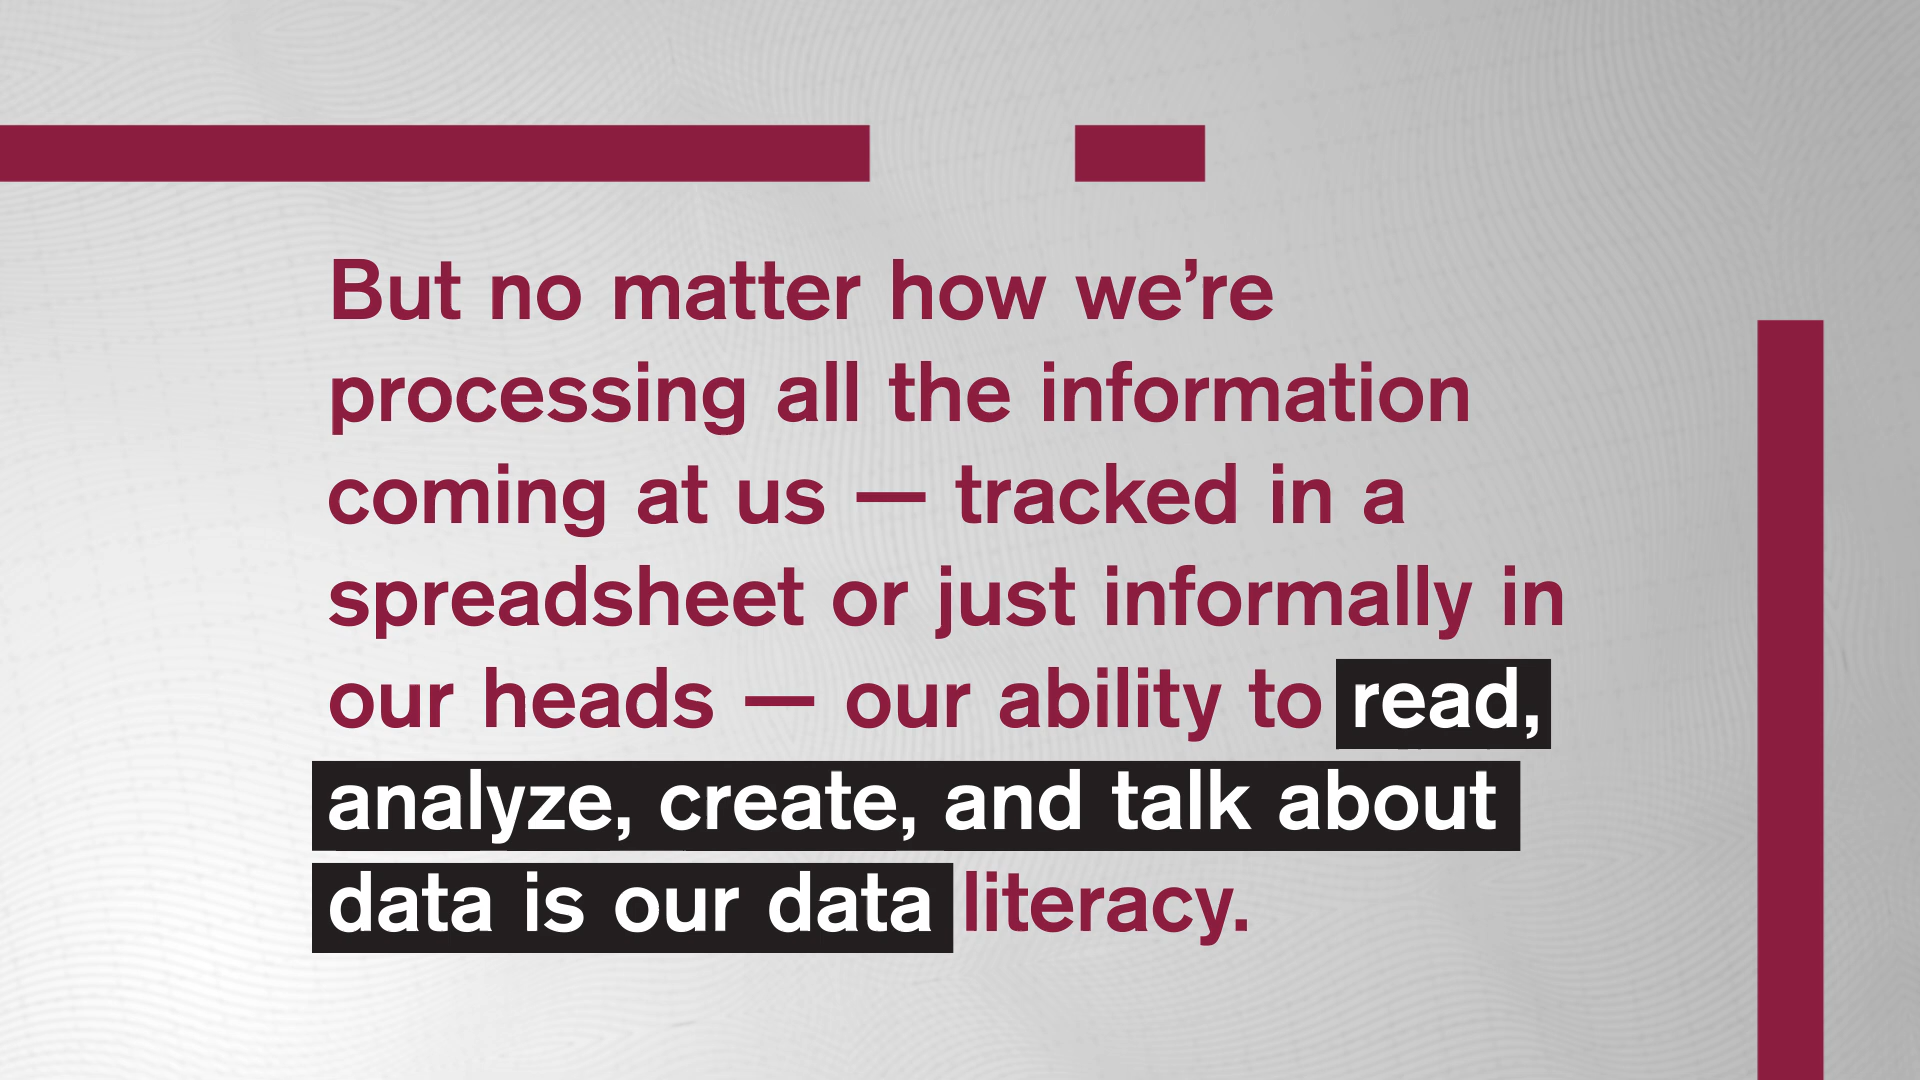 But no matter how we’re
processing all the information
coming at us — tracked in a
spreadsheet or just informally in
our heads — our ability to read,
analyze, create, and talk about
data is our data literacy.